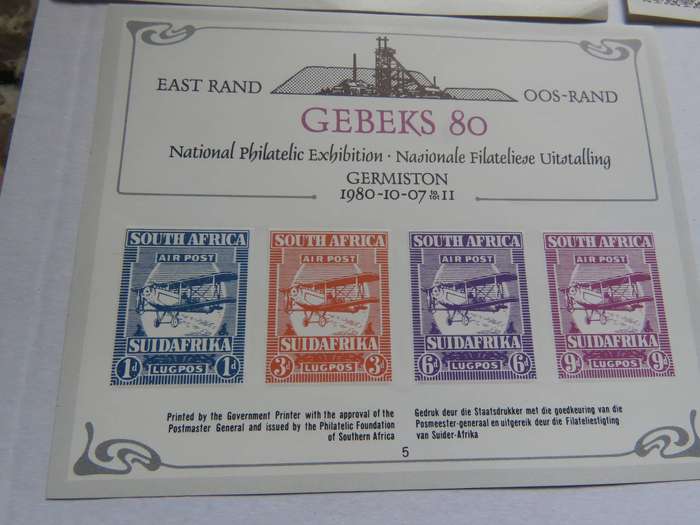 EAST RAND
OOS-RAND
GEBEKS 80
National Philatelic Exhibition · Nasionale Filateliese Uitstalling
GERMISTON
1980-10-07 TO TOT 11
SOUTH AFRICA
AIR POST
SUIDAFRIKA
1d LUGPOS 1d
SOUTH AFRICA
AIR POST
SUIDAFRIKA
3d LUGPOS 3d
SOUTH AFRICA
AIR POST
SUIDAFRIKA
6d LUGPOS 6d
SOUTH AFRICA
AIR POST
SUIDAFRIKA
9d LUGPOS 9d
Printed by the Government Printer with the approval of the
Postmaster General and issued by the Philatelic Foundation
of Southern Africa
Gedruk deur die Staatsdrukker met die goedkeuring van die
Posmeester-generaal en uitgereik deur die Filateliestigting
van Suider-Afrika
5